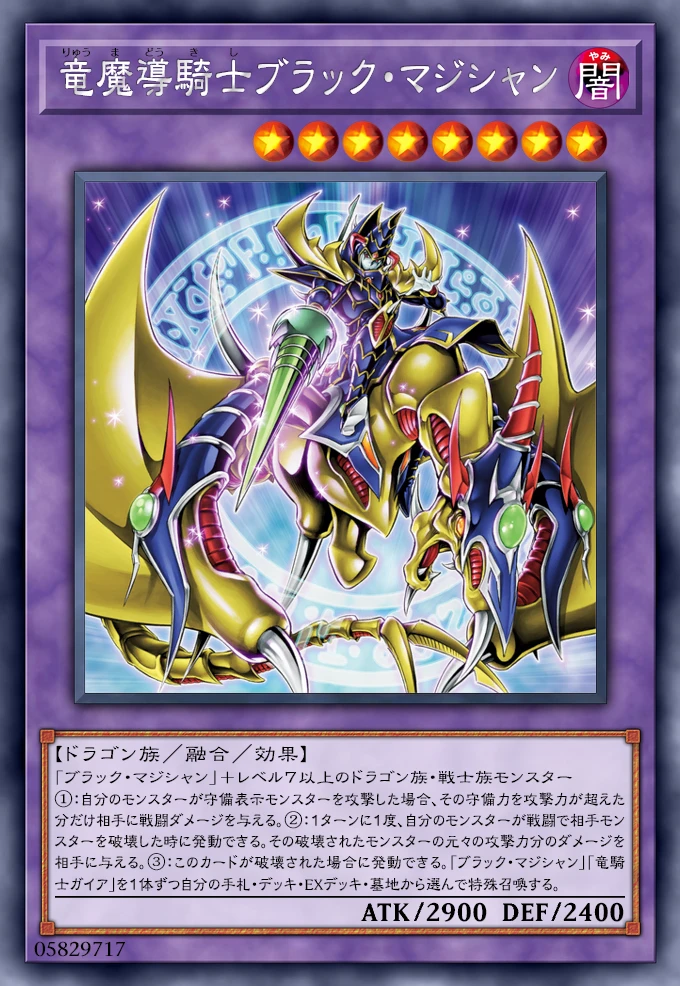 りゅう ま どう き し
竜魔導騎士ブラック・マジシャン
やみ
闇
【ドラゴン族／融合／効果】
「ブラック・マジシャン」＋レベル７以上のドラゴン族・戦士族モンスター
①：自分のモンスターが守備表示モンスターを攻撃した場合、その守備力を攻撃力が超えた
分だけ相手に戦闘ダメージを与える。②：1ターンに1度、自分のモンスターが戦闘で相手モン
スターを破壊した時に発動できる。その破壊されたモンスターの元々の攻撃力分のダメージを
相手に与える。③：このカードが破壊された場合に発動できる。「ブラック・マジシャン」「竜騎
士ガイア」を1体ずつ自分の手札・デッキ・EXデッキ・墓地から選んで特殊召喚する。
ATK/2900 DEF/2400
05829717